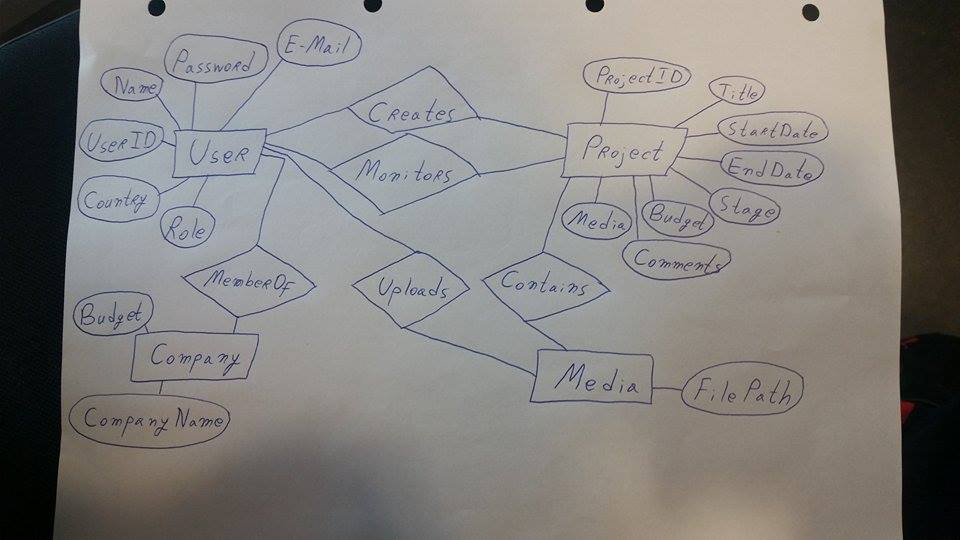 E-Mail
Password
Name
UserID
User
Country
Role
Creates
Monitors
ProjectID
Title
StartDate
Project
EndDate
Stage
Media
Budget
Comments
MemberOf
Uploads
Contains
Budget
Company
CompanyName
Media
FilePath